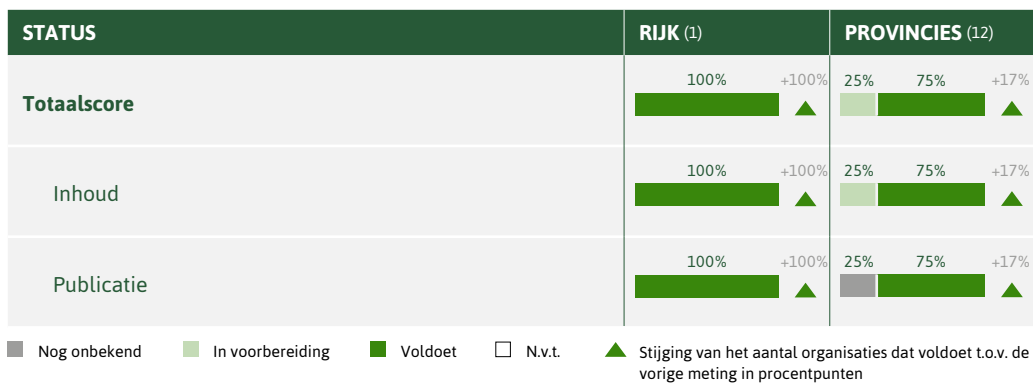 STATUS RIJK (1) PROVINCIES (12)
100% +100% 25% 75% +17%
Totaalscore
100% +100% 25% 75% +17%
Inhoud
100% +100% 25% 75% +17%
Publicatie
Nog onbekend In voorbereiding Voldoet N.v.t. Stijging van het aantal organisaties dat voldoet t.o.v. de
vorige meting in procentpunten